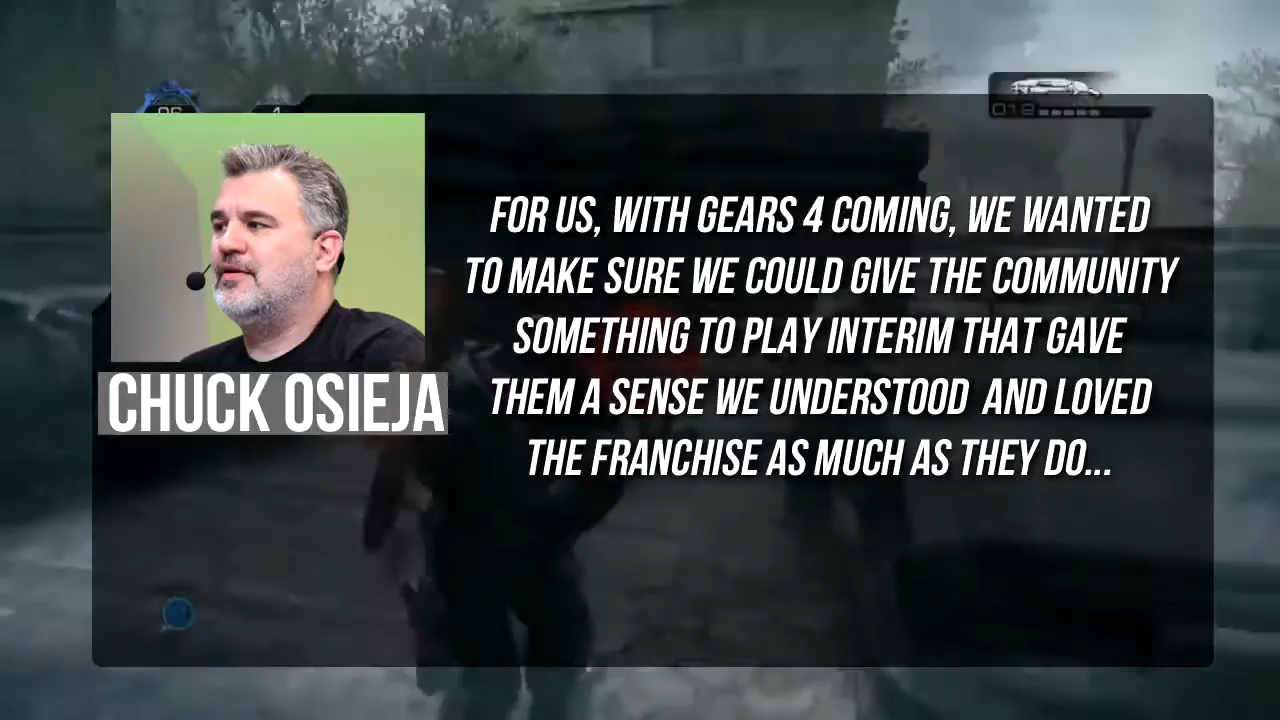 FOR US, WITH GEARS 4 COMING, WE WANTED
TO MAKE SURE WE COULD GIVE THE COMMUNITY
SOMETHING TO PLAY INTERIM THAT GAVE
THEM A SENSE WE UNDERSTOOD AND LOVED
THE FRANCHISE AS MUCH AS THEY DO...
CHUCK OSIEJA